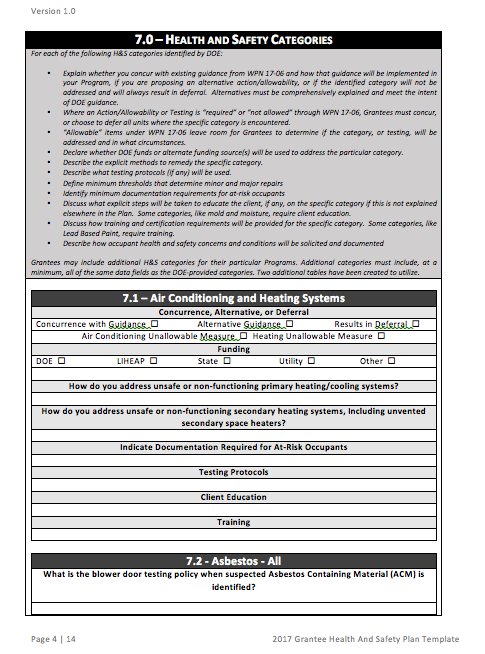 Version 1.0
7.0 – HEALTH AND SAFETY CATEGORIES
For each of the following H&S categories identified by DOE:
• Explain whether you concur with existing guidance from WPN 17-06 and how that guidance will be implemented in
your Program, if you are proposing an alternative action/allowability, or if the identified category will not be
addressed and will always result in deferral. Alternatives must be comprehensively explained and meet the intent
of DOE guidance.
• Where an Action/Allowability or Testing is "required" or "not allowed" through WPN 17-06, Grantees must concur,
or choose to defer all units where the specific category is encountered.
• "Allowable" items under WPN 17-06 leave room for Grantees to determine if the category, or testing, will be
addressed and in what circumstances.
• Declare whether DOE funds or alternate funding source(s) will be used to address the particular category.
• Describe the explicit methods to remedy the specific category.
• Describe what testing protocols (if any) will be used.
• Define minimum thresholds that determine minor and major repairs
• Identify minimum documentation requirements for at-risk occupants
• Discuss what explicit steps will be taken to educate the client, if any, on the specific category if this is not explained
elsewhere in the Plan. Some categories, like mold and moisture, require client education.
• Discuss how training and certification requirements will be provided for the specific category. Some categories, like
Lead Based Paint, require training.
• Describe how occupant health and safety concerns and conditions will be solicited and documented
Grantees may include additional H&S categories for their particular Programs. Additional categories must include, at a
minimum, all of the same data fields as the DOE-provided categories. Two additional tables have been created to utilize.
7.1 – Air Conditioning and Heating Systems
Concurrence, Alternative, or Deferral
Concurrence with Guidance ☐ Alternative Guidance ☐ Results in Deferral ☐
Air Conditioning Unallowable Measure ☐ Heating Unallowable Measure ☐
Funding
DOE ☐ LIHEAP ☐ State ☐ Utility ☐ Other ☐
How do you address unsafe or non-functioning primary heating/cooling systems?
How do you address unsafe or non-functioning secondary heating systems, Including unvented
secondary space heaters?
Indicate Documentation Required for At-Risk Occupants
Testing Protocols
Client Education
Training
7.2 - Asbestos - All
What is the blower door testing policy when suspected Asbestos Containing Material (ACM) is
identified?
Page 4 | 14 2017 Grantee Health And Safety Plan Template